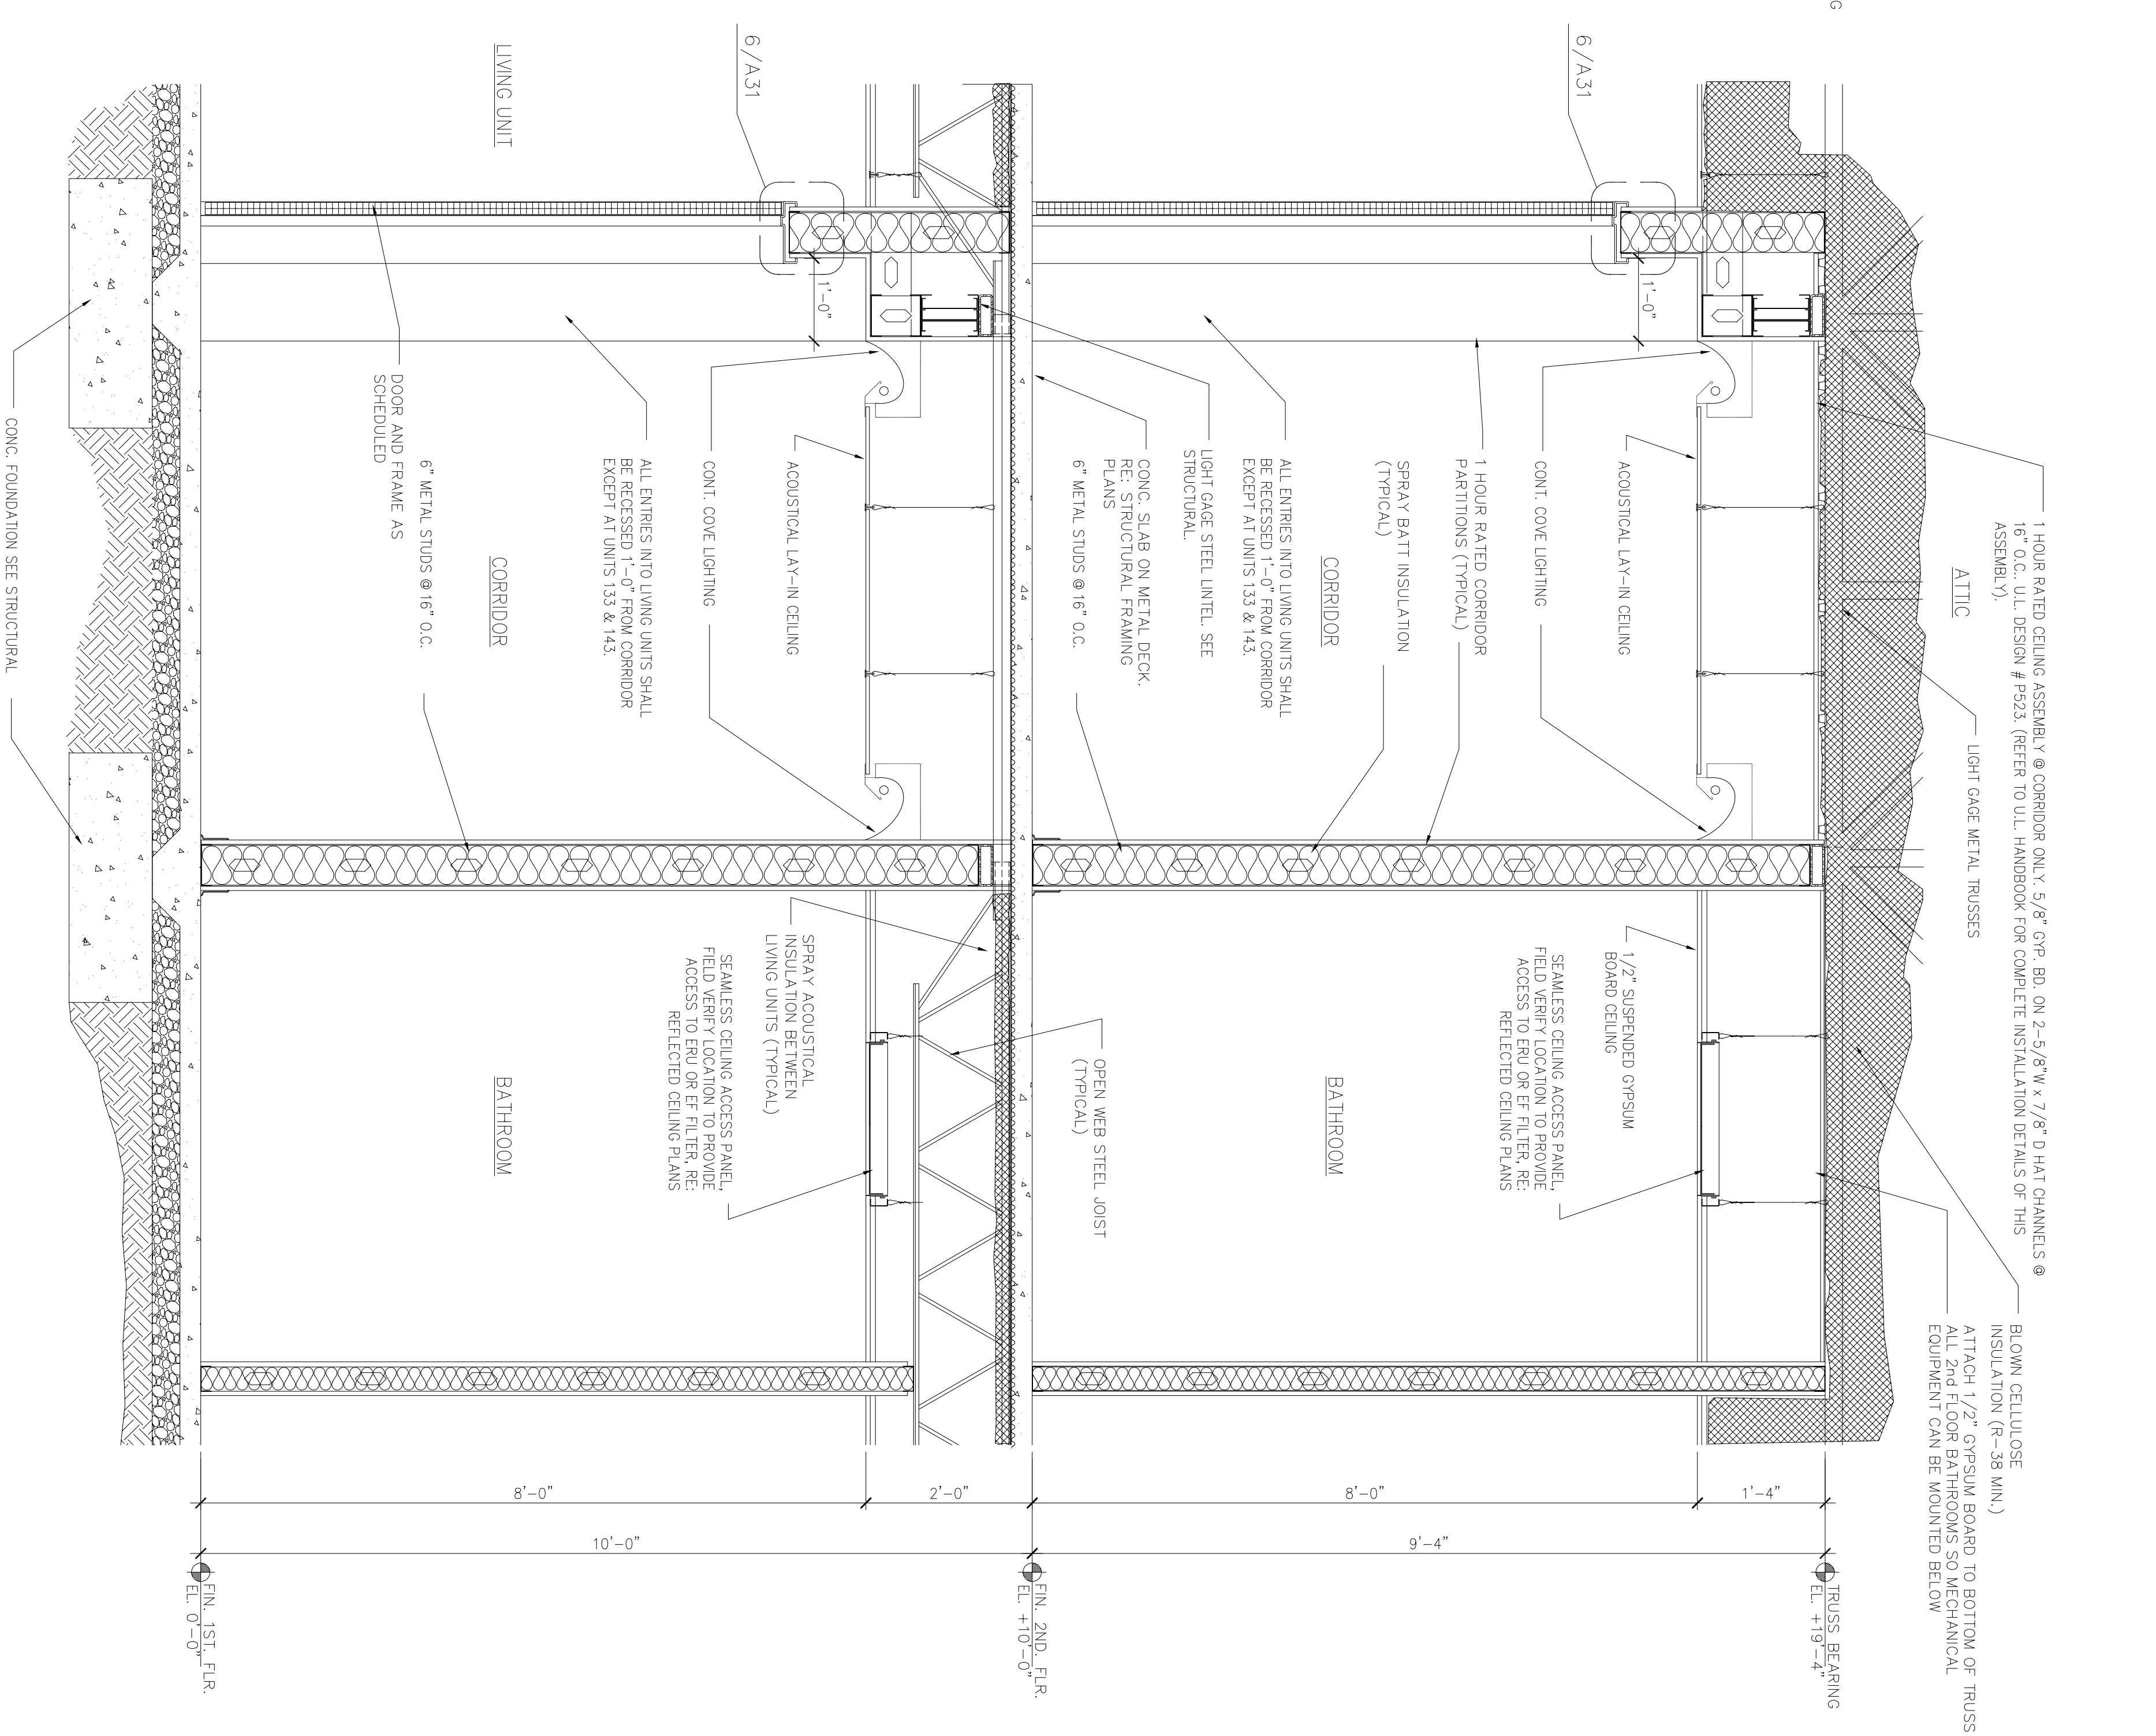 G
1 HOUR RATED CEILING ASSEMBLY @ CORRIDOR ONLY. 5/8" GYP. BD. ON 2-5/8"W x 7/8" D HAT CHANNELS @
16" O.C.. U.L. DESIGN # P523. (REFER TO U.L. HANDBOOK FOR COMPLETE INSTALLATION DETAILS OF THIS
ASSEMBLY).
ATTIC
LIGHT GAGE METAL TRUSSES
BLOWN CELLULOSE
INSULATION (R-38 MIN.)
ATTACH 1/2" GYPSUM BOARD TO BOTTOM OF TRUSS
ALL 2nd FLOOR BATHROOMS SO MECHANICAL
EQUIPMENT CAN BE MOUNTED BELOW
TRUSS BEARING
EL. +19'-4"
6/A31
1'-0"
ACOUSTICAL LAY-IN CEILING
CONT. COVE LIGHTING
1 HOUR RATED CORRIDOR
PARTITIONS (TYPICAL)
SPRAY BATT INSULATION
(TYPICAL)
CORRIDOR
ALL ENTRIES INTO LIVING UNITS SHALL
BE RECESSED 1'-0" FROM CORRIDOR
EXCEPT AT UNITS 133 & 143.
LIGHT GAGE STEEL LINTEL. SEE
STRUCTURAL.
CONC. SLAB ON METAL DECK.
RE: STRUCTURAL FRAMING
PLANS
6" METAL STUDS @ 16" O.C.
1/2" SUSPENDED GYPSUM
BOARD CEILING
SEAMLESS CEILING ACCESS PANEL,
FIELD VERIFY LOCATION TO PROVIDE
ACCESS TO ERU OR EF FILTER, RE:
REFLECTED CEILING PLANS
BATHROOM
OPEN WEB STEEL JOIST
(TYPICAL)
1'-4"
8'-0"
9'-4"
FIN. 2ND. FLR.
EL. +10'-0"
6/A31
LIVING UNIT
1'-0"
ACOUSTICAL LAY-IN CEILING
CONT. COVE LIGHTING
ALL ENTRIES INTO LIVING UNITS SHALL
BE RECESSED 1'-0" FROM CORRIDOR
EXCEPT AT UNITS 133 & 143.
CORRIDOR
6" METAL STUDS @ 16" O.C.
DOOR AND FRAME AS
SCHEDULED
SPRAY ACOUSTICAL
INSULATION BETWEEN
LIVING UNITS (TYPICAL)
SEAMLESS CEILING ACCESS PANEL,
FIELD VERIFY LOCATION TO PROVIDE
ACCESS TO ERU OR EF FILTER, RE:
REFLECTED CEILING PLANS
BATHROOM
2'-0"
8'-0"
10'-0"
FIN. 1ST. FLR.
EL. 0'-0"
CONC. FOUNDATION SEE STRUCTURAL